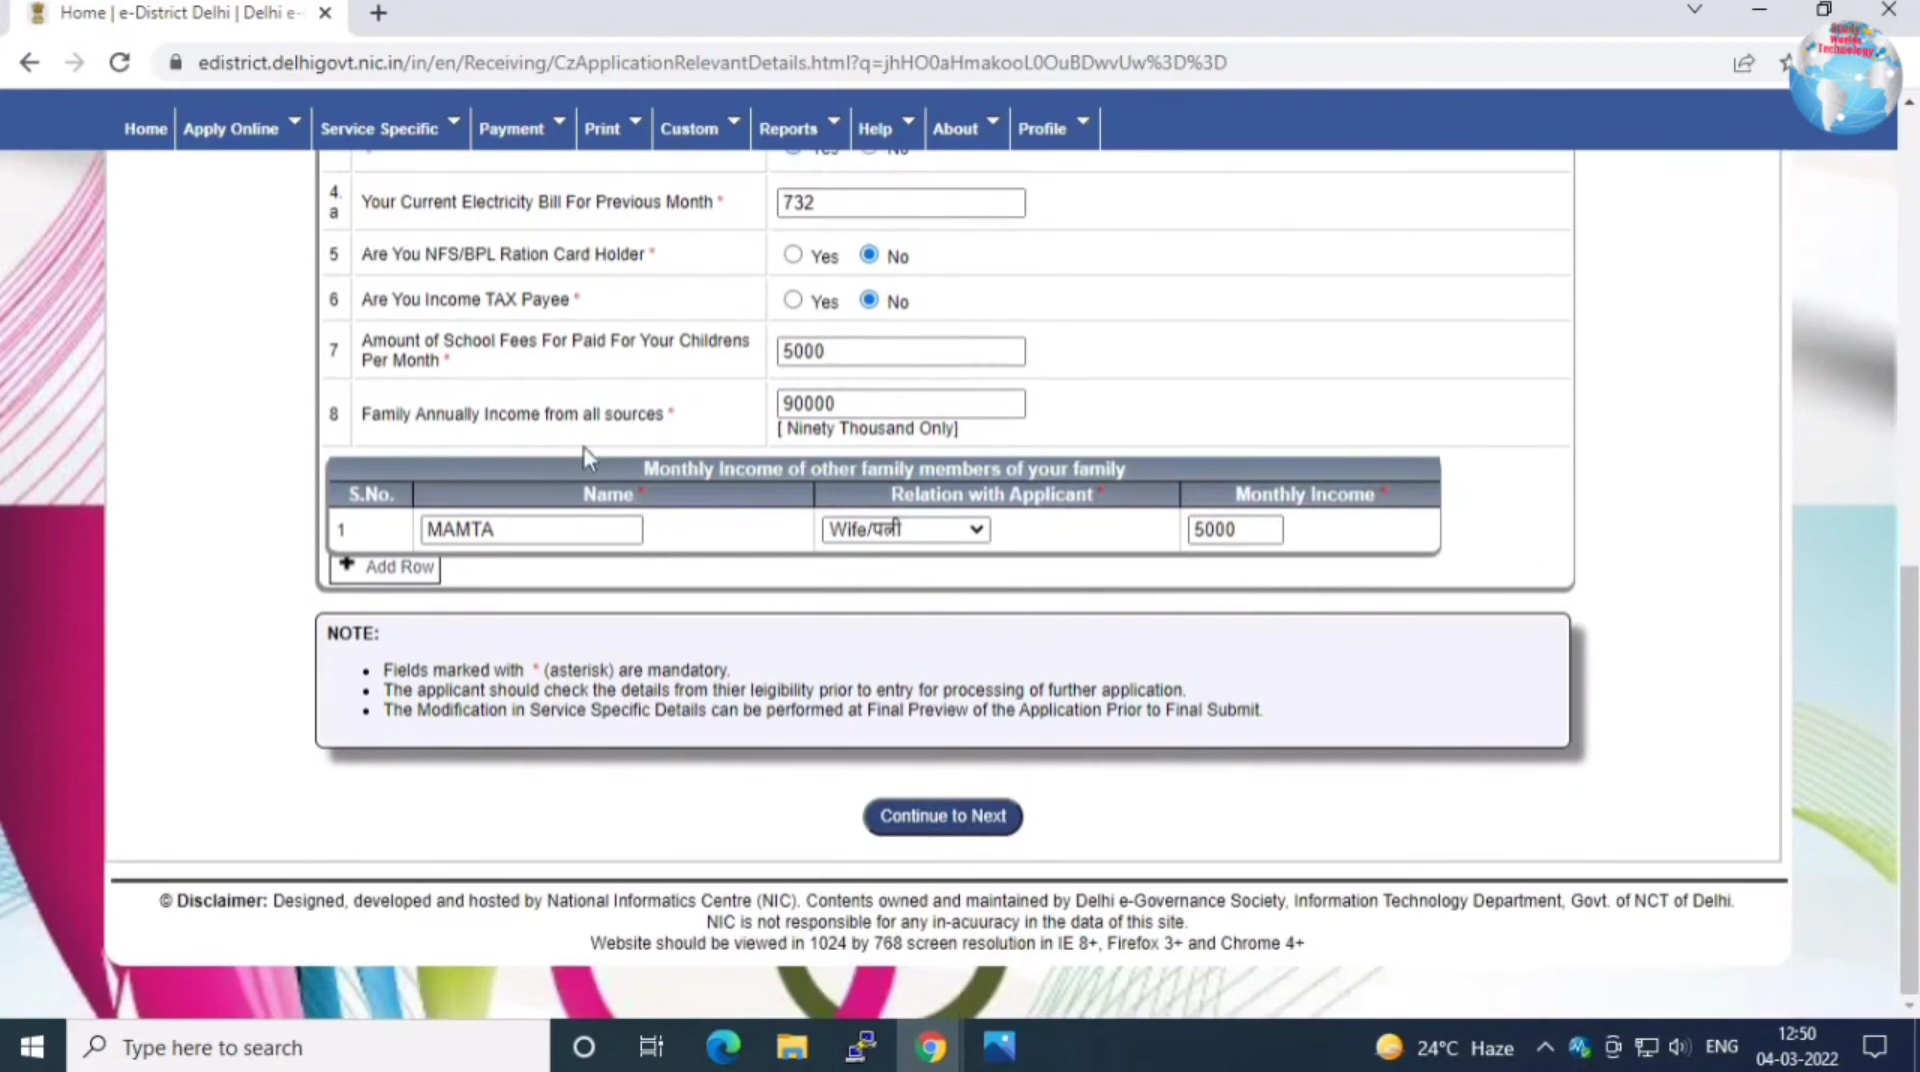 Home | e-District Delhi | Delhi e-
edistrict.delhigovt.nic.in/in/en/Receiving/CzApplicationRelevantDetails.html?q=jhHO0aHmakooL0OuBDwvUw%3D%3D
Study World Technology
Home Apply Online Service Specific Payment Print Custom Reports Help About Profile
Yes No
4. a Your Current Electricity Bill For Previous Month * 732
5 Are You NFS/BPL Ration Card Holder * Yes No
6 Are You Income TAX Payee * Yes No
7 Amount of School Fees For Paid For Your Childrens Per Month * 5000
8 Family Annually Income from all sources * 90000
[ Ninety Thousand Only]
Monthly Income of other family members of your family
S.No. Name * Relation with Applicant * Monthly Income *
1 MAMTA Wife/पत्नी 5000
Add Row
NOTE:
• Fields marked with * (asterisk) are mandatory.
• The applicant should check the details from thier leigibility prior to entry for processing of further application.
• The Modification in Service Specific Details can be performed at Final Preview of the Application Prior to Final Submit.
Continue to Next
© Disclaimer: Designed, developed and hosted by National Informatics Centre (NIC). Contents owned and maintained by Delhi e-Governance Society, Information Technology Department, Govt. of NCT of Delhi.
NIC is not responsible for any in-acuuracy in the data of this site.
Website should be viewed in 1024 by 768 screen resolution in IE 8+, Firefox 3+ and Chrome 4+
Type here to search
24°C Haze ENG 12:50
04-03-2022